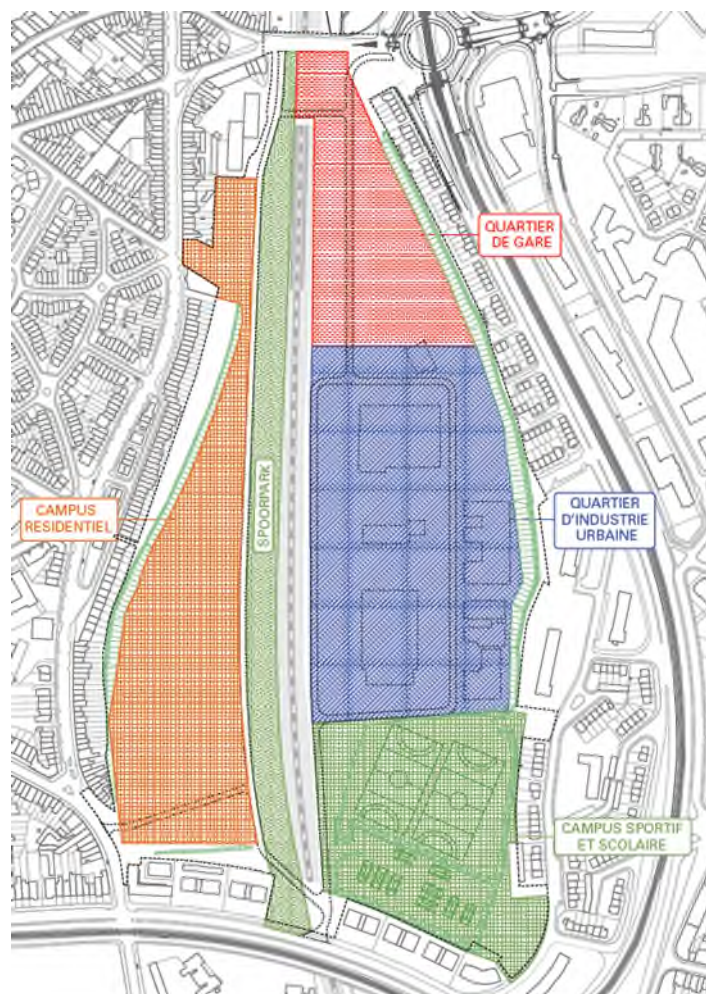 QUARTIER
DE GARE
SPOORPARK
CAMPUS
RESIDENTIEL
QUARTIER
D'INDUSTRIE
URBAINE
CAMPUS SPORTIF
ET SCOLAIRE